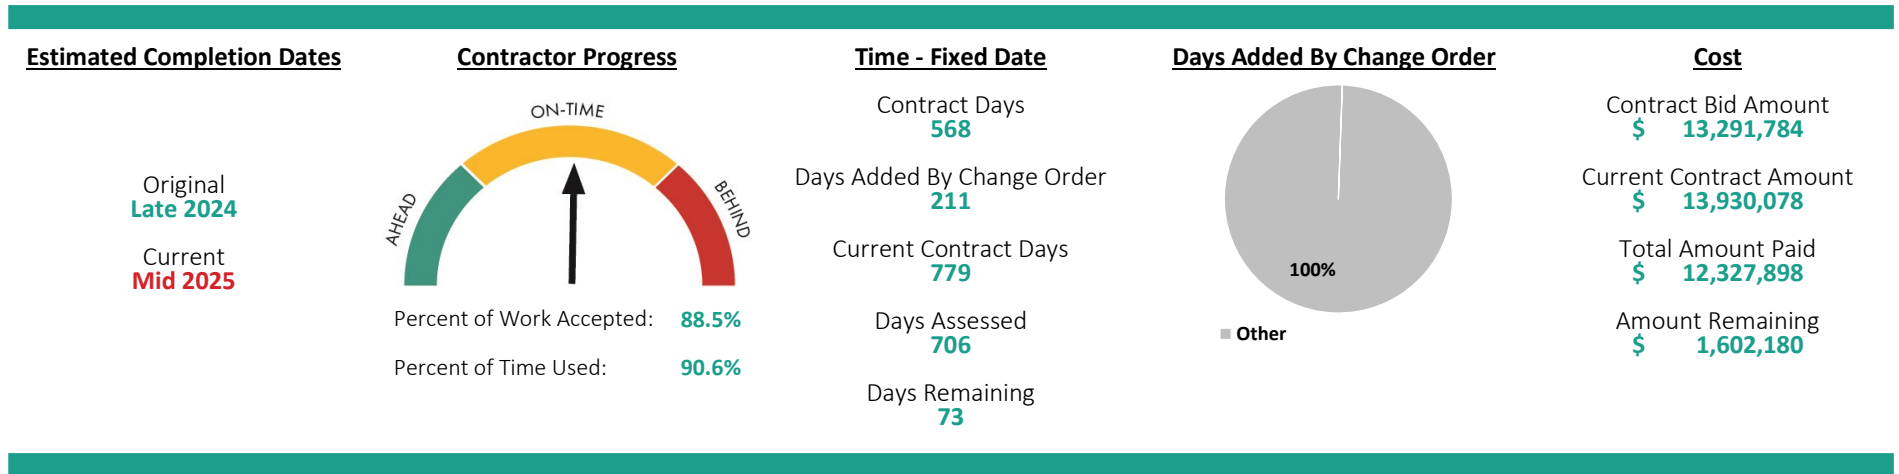 Estimated Completion Dates
Original
Late 2024
Current
Mid 2025
Contractor Progress
ON-TIME
AHEAD
BEHIND
Percent of Work Accepted: 88.5%
Percent of Time Used: 90.6%
Time - Fixed Date
Contract Days
568
Days Added By Change Order
211
Current Contract Days
779
Days Assessed
706
Days Remaining
73
Days Added By Change Order
100%
Other
Cost
Contract Bid Amount
$ 13,291,784
Current Contract Amount
$ 13,930,078
Total Amount Paid
$ 12,327,898
Amount Remaining
$ 1,602,180